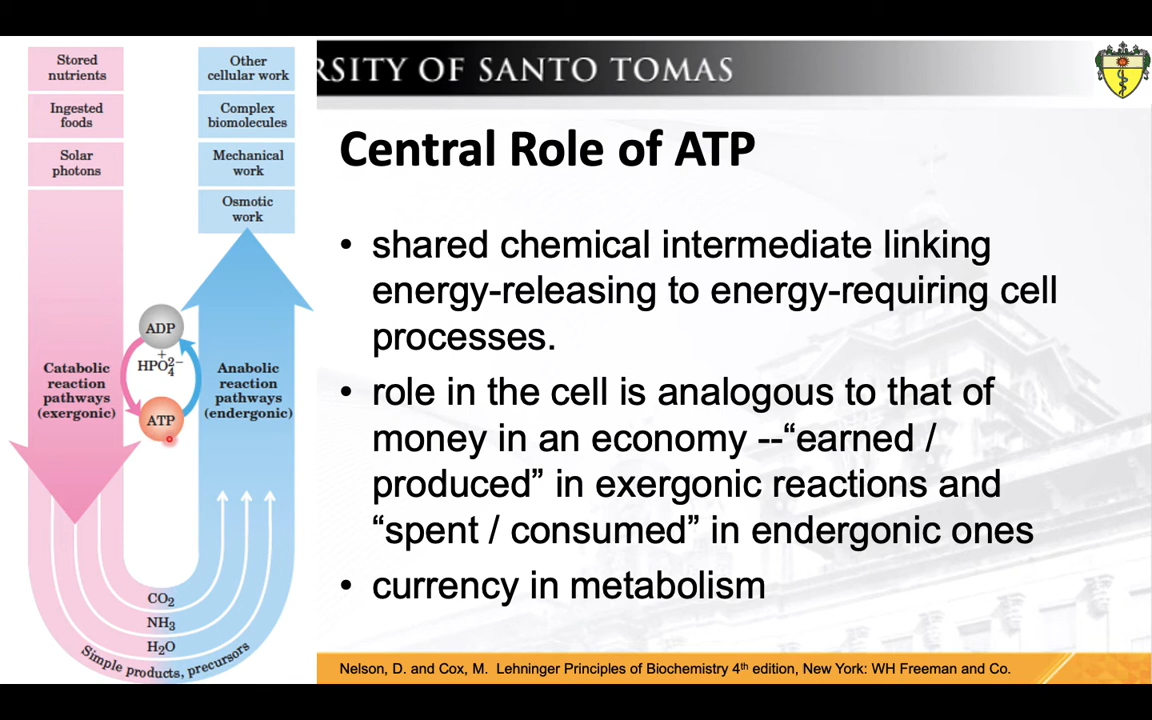 Stored
nutrients
Ingested
foods
Solar
photons
Other
cellular work
Complex
biomolecules
Mechanical
work
Osmotic
work
ADP
+
HPO₄²⁻
ATP
Catabolic
reaction
pathways
(exergonic)
Anabolic
reaction
pathways
(endergonic)
CO₂
NH₃
H₂O
Simple products, precursors
RSITY OF SANTO TOMAS
Central Role of ATP
• shared chemical intermediate linking
energy-releasing to energy-requiring cell
processes.
• role in the cell is analogous to that of
money in an economy --“earned /
produced” in exergonic reactions and
“spent / consumed” in endergonic ones
• currency in metabolism
Nelson, D. and Cox, M. Lehninger Principles of Biochemistry 4th edition, New York: WH Freeman and Co.